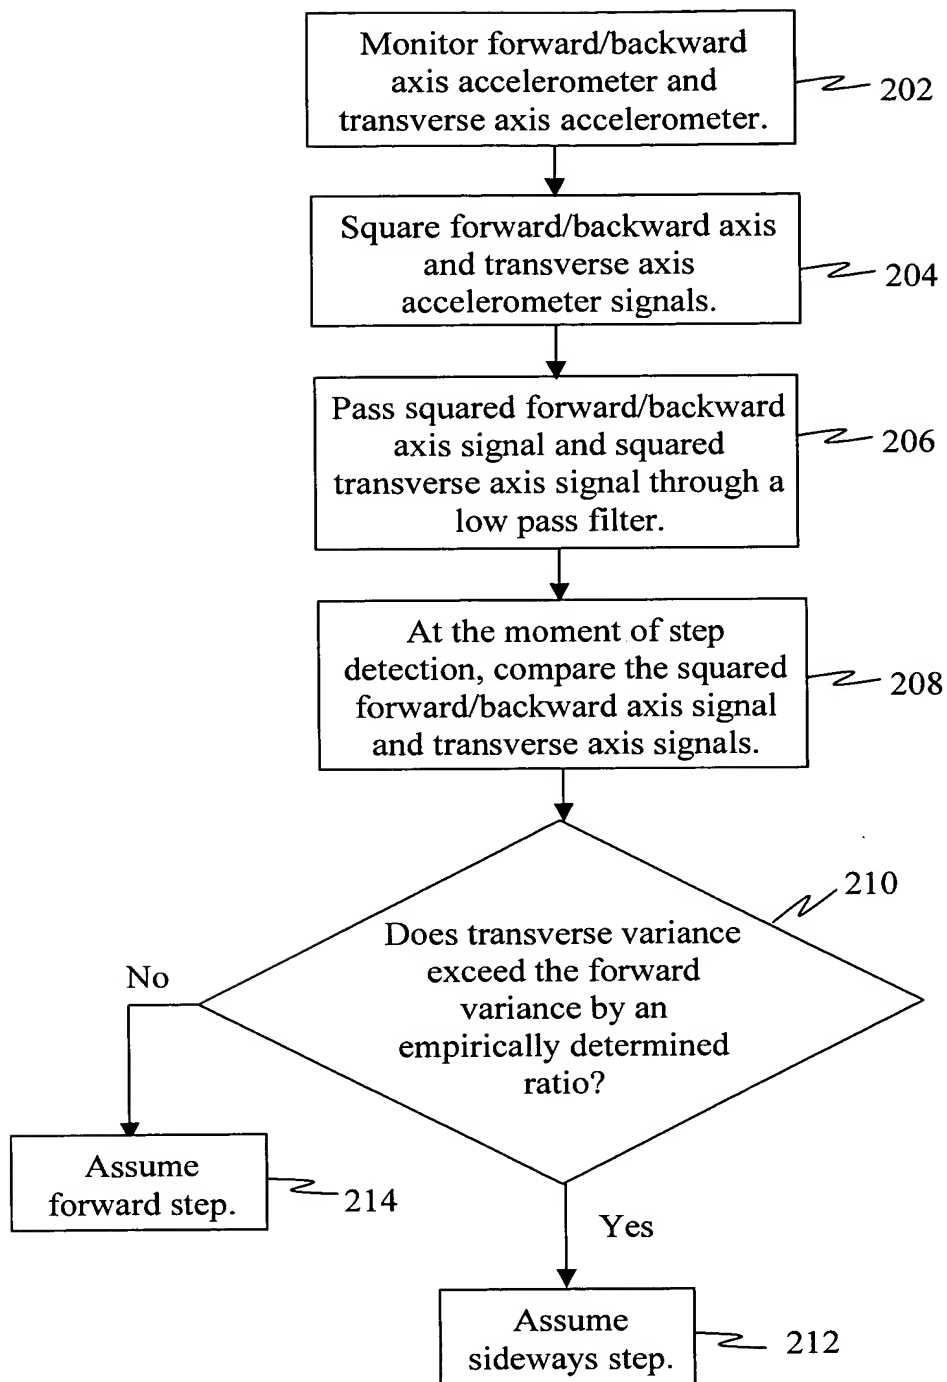 Monitor forward/backward
axis accelerometer and
transverse axis accelerometer.
202
Square forward/backward axis
and transverse axis
accelerometer signals.
204
Pass squared forward/backward
axis signal and squared
transverse axis signal through a
low pass filter.
206
At the moment of step
detection, compare the squared
forward/backward axis signal
and transverse axis signals.
208
210
Does transverse variance
exceed the forward
variance by an
empirically determined
ratio?
No
Assume
forward step.
214
Yes
Assume
sideways step.
212